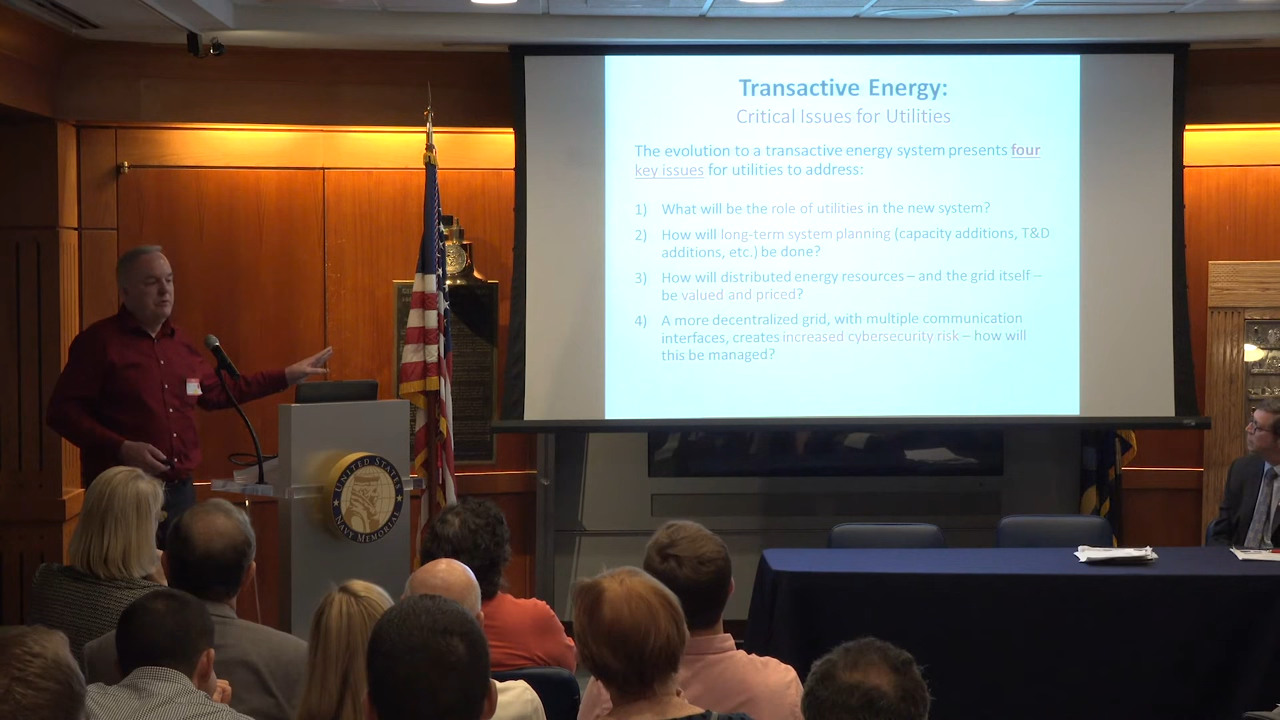 Transactive Energy:
Critical Issues for Utilities
The evolution to a transactive energy system presents four
key issues for utilities to address:
1) What will be the role of utilities in the new system?
2) How will long-term system planning (capacity additions, T&D
additions, etc.) be done?
3) How will distributed energy resources – and the grid itself –
be valued and priced?
4) A more decentralized grid, with multiple communication
interfaces, creates increased cybersecurity risk – how will
this be managed?
UNITED STATES
NAVY MEMORIAL